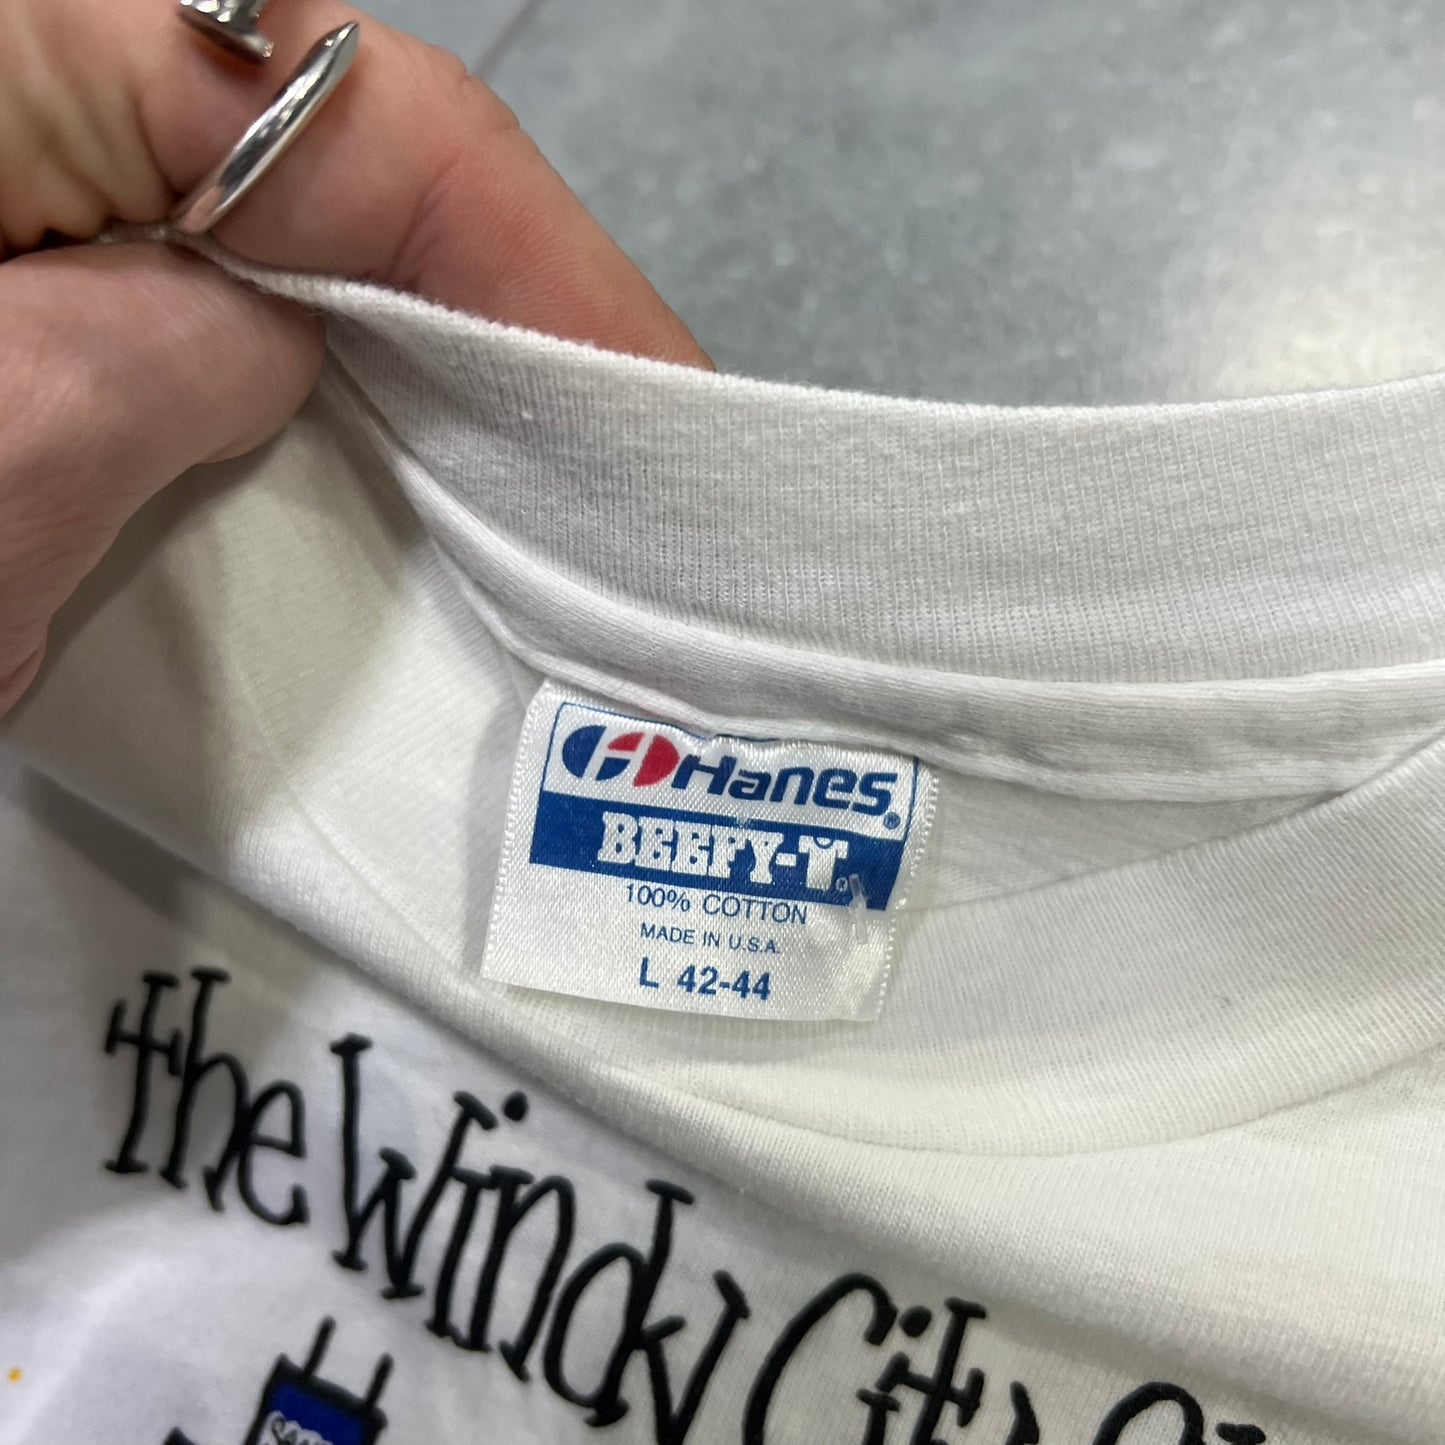 Hanes®
BEEFY-T®
100% COTTON
MADE IN U.S.A.
L 42-44
The Windy City